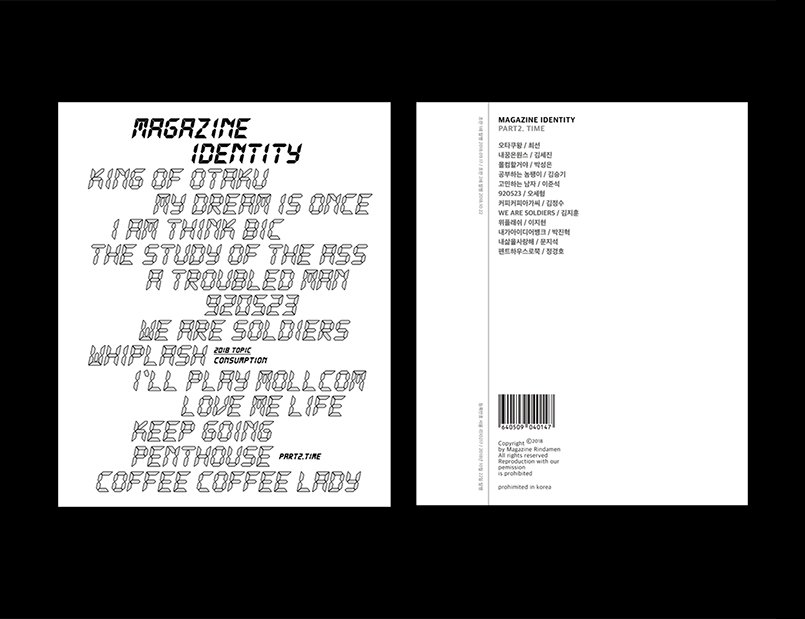 MAGAZINE
IDENTITY
KING OF OTAKU
MY DREAM IS ONCE
I AM THINK BIC
THE STUDY OF THE ASS
A TROUBLED MAN
920523
WE ARE SOLDIERS
WHIPLASH
2018 TOPIC
CONSUMPTION
I'LL PLAY MOLLCOM
LOVE ME LIFE
KEEP GOING
PENTHOUSE
PART2.TIME
COFFEE COFFEE LADY
MAGAZINE IDENTITY
PART2. TIME
오타쿠왕 / 최선
내꿈은원스 / 김세진
몰컴할거야 / 박성은
공부하는 농땡이 / 김승기
고민하는 남자 / 이준석
920523 / 오세형
커피커피아가씨 / 김정수
WE ARE SOLDIERS / 김지훈
위플래쉬 / 이지헌
내가아이디어뱅크 / 박진혁
내삶을사랑해 / 문지석
펜트하우스로쭉 / 정경호
6 640509 040147
Copyright ©2018
by Magazine Rindamen
All rights reserved
Reproduction with our
pemission
is prohibited
prohimited in korea